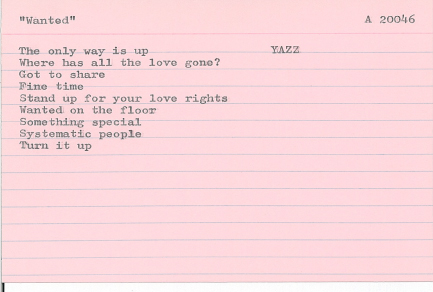 "Wanted" A 20046
The only way is up YAZZ
Where has all the love gone?
Got to share
Fine time
Stand up for your love rights
Wanted on the floor
Something special
Systematic people
Turn it up